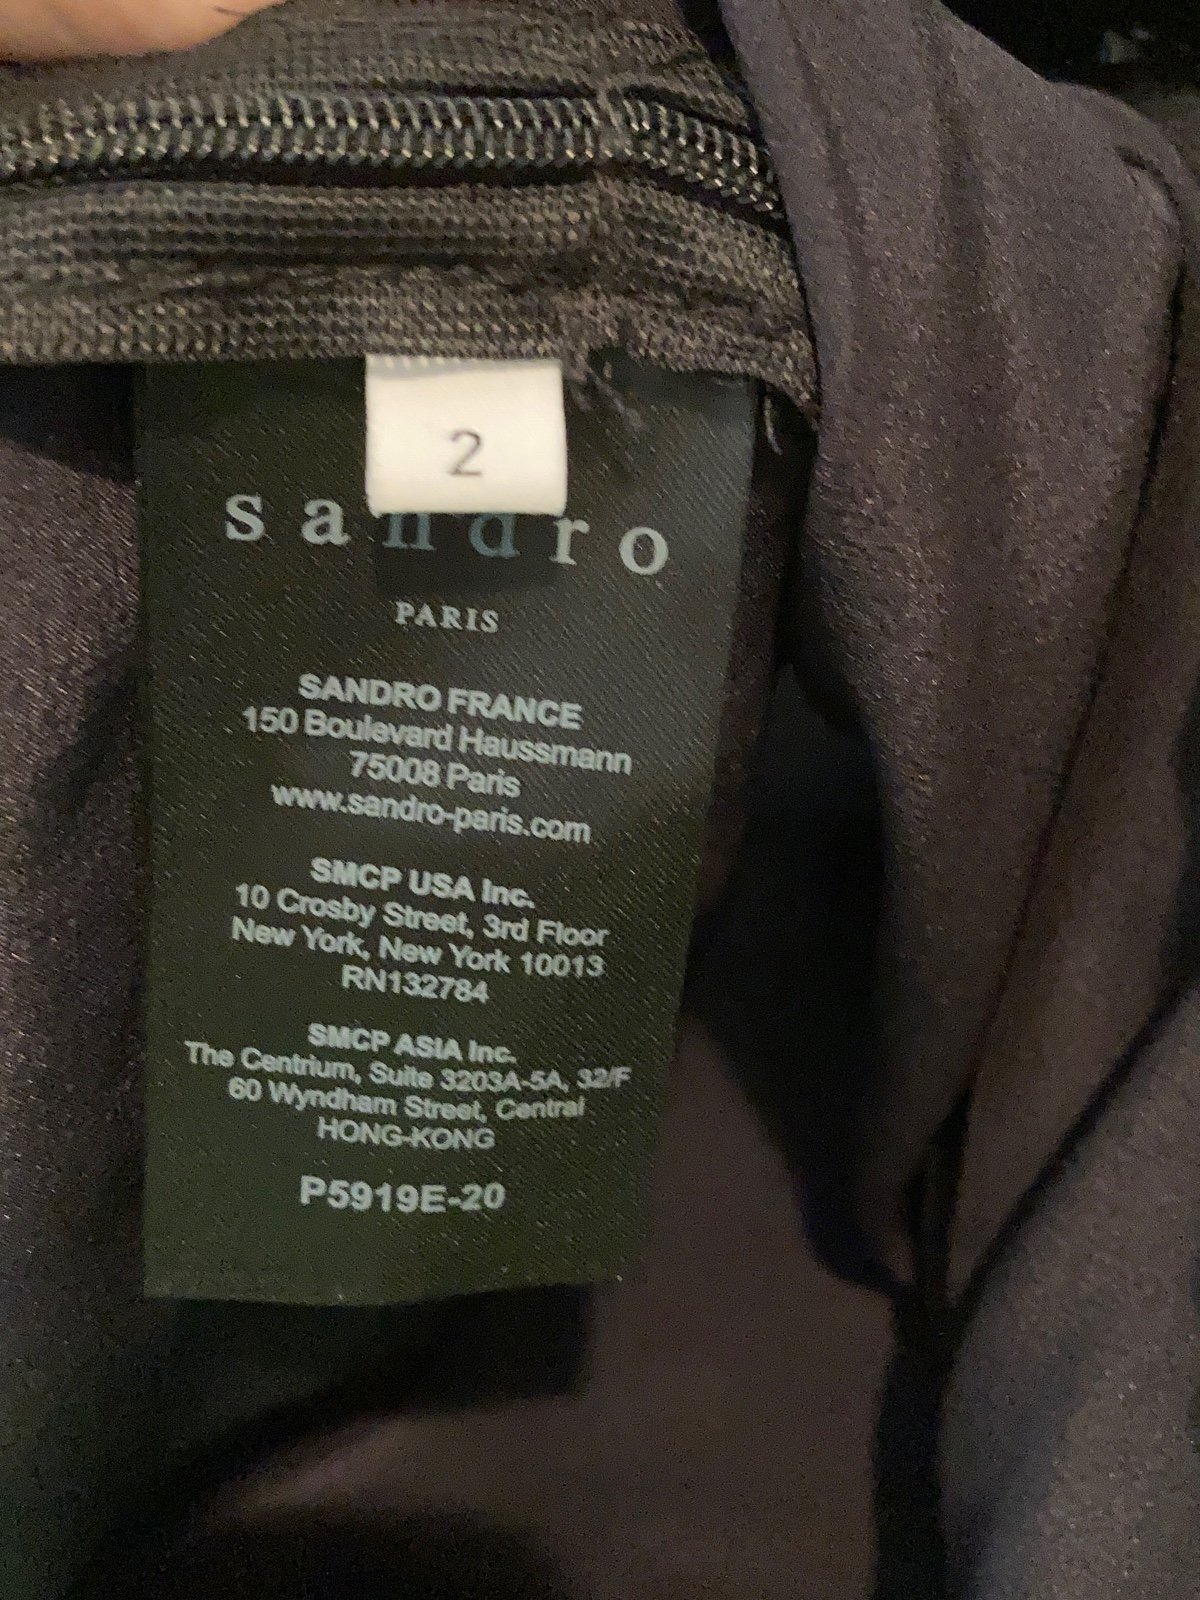 2
sandro
PARIS
SANDRO FRANCE
150 Boulevard Haussmann
75008 Paris
www.sandro-paris.com
SMCP USA Inc.
10 Crosby Street, 3rd Floor
New York, New York 10013
RN132784
SMCP ASIA Inc.
The Centrium, Suite 3203A-5A, 32/F
60 Wyndham Street, Central
HONG-KONG
P5919E-20